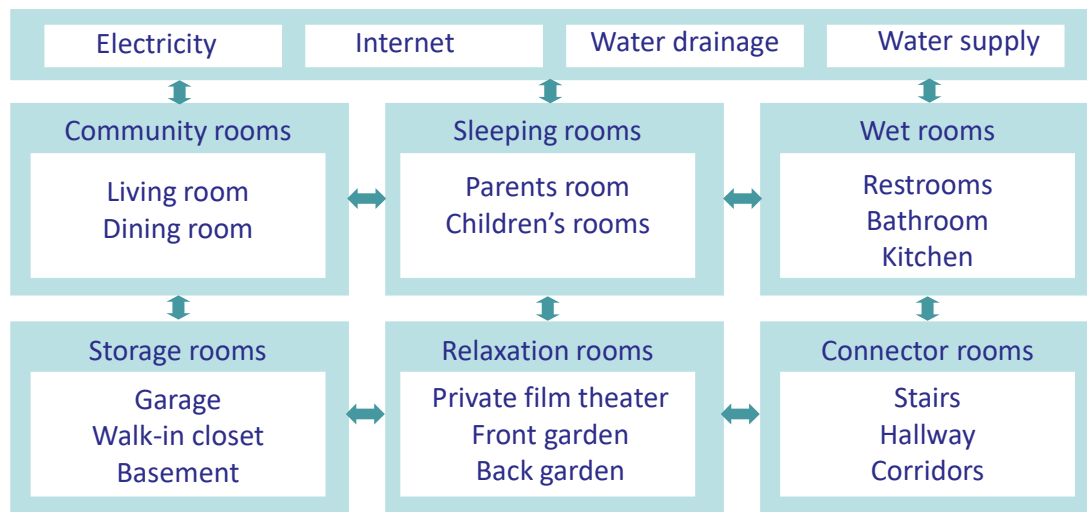 Electricity
Internet
Water drainage
Water supply
Community rooms
Living room
Dining room
Sleeping rooms
Parents room
Children's rooms
Wet rooms
Restrooms
Bathroom
Kitchen
Storage rooms
Garage
Walk-in closet
Basement
Relaxation rooms
Private film theater
Front garden
Back garden
Connector rooms
Stairs
Hallway
Corridors